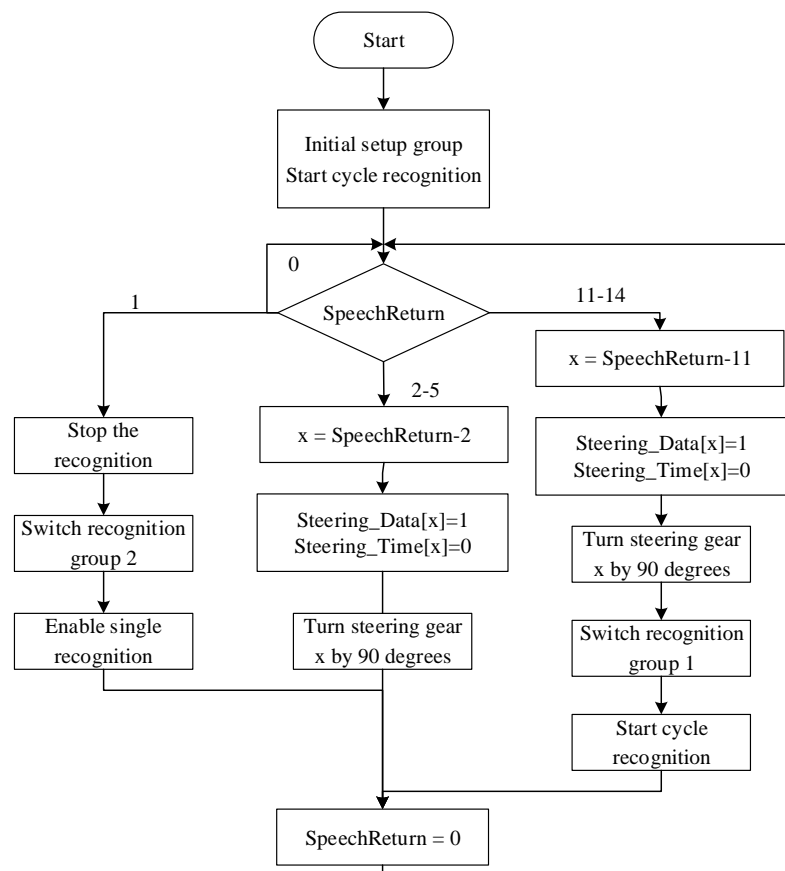 Start
Initial setup group
Start cycle recognition
0
SpeechReturn
1
11-14
2-5
x = SpeechReturn-11
x = SpeechReturn-2
Stop the
recognition
Steering_Data[x]=1
Steering_Time[x]=0
Steering_Data[x]=1
Steering_Time[x]=0
Switch recognition
group 2
Turn steering gear
x by 90 degrees
Enable single
recognition
Turn steering gear
x by 90 degrees
Switch recognition
group 1
Start cycle
recognition
SpeechReturn = 0